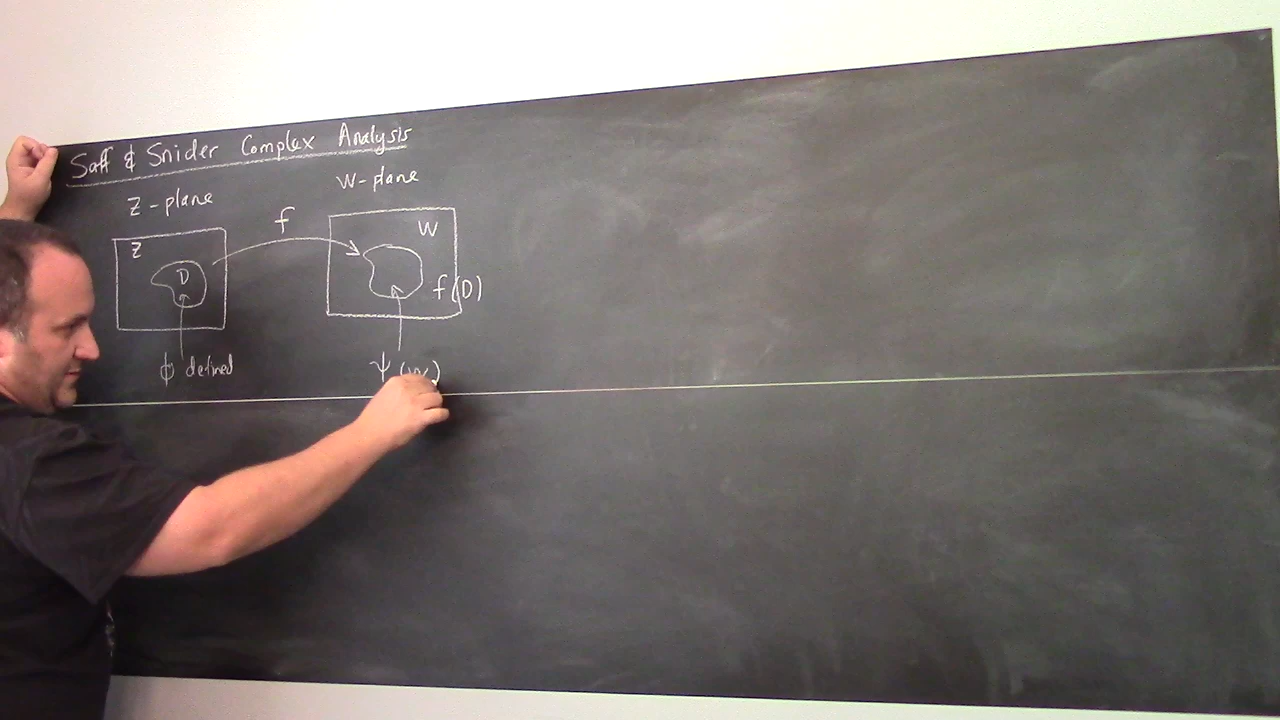 Saff & Snider Complex Analysis
z-plane
w-plane
f
z
w
D
f(D)
ϕ defined
ψ(w)